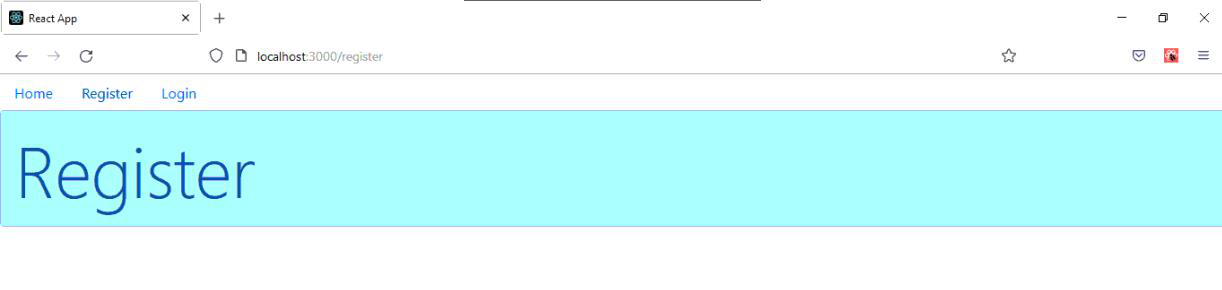 React App
localhost:3000/register
Home Register Login
Register